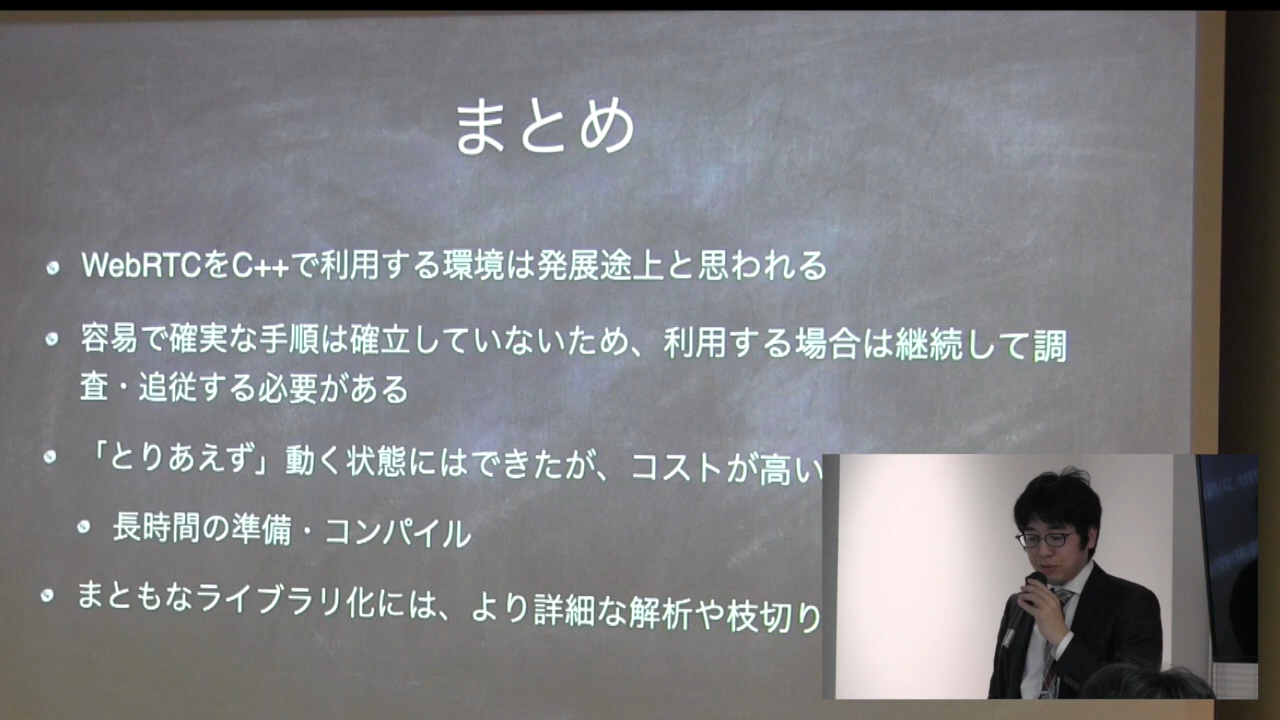 まとめ
WebRTCをC++で利用する環境は発展途上と思われる
容易で確実な手順は確立していないため、利用する場合は継続して調
査・追従する必要がある
「とりあえず」動く状態にはできたが、コストが高い
長時間の準備・コンパイル
まともなライブラリ化には、より詳細な解析や枝切り